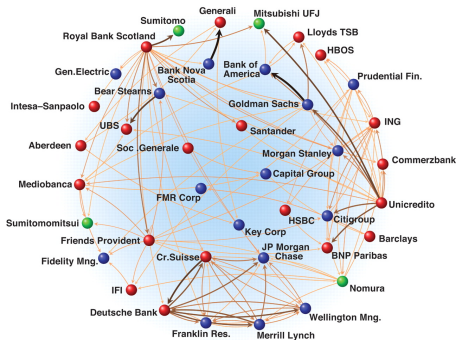 Generali
Sumitomo
Mitsubishi UFJ
Royal Bank Scotland
Lloyds TSB
HBOS
Gen.Electric
Bank Nova
Scotia
Bank of
America
Prudential Fin.
Bear Stearns
Intesa–Sanpaolo
Goldman Sachs
UBS
Santander
ING
Aberdeen
Soc .Generale
Morgan Stanley
Commerzbank
Mediobanca
Capital Group
FMR Corp
Unicredito
Sumitomomitsui
HSBC
Citigroup
Key Corp
Friends Provident
Barclays
Fidelity Mng.
Cr.Suisse
JP Morgan
Chase
BNP Paribas
IFI
Nomura
Deutsche Bank
Wellington Mng.
Franklin Res.
Merrill Lynch